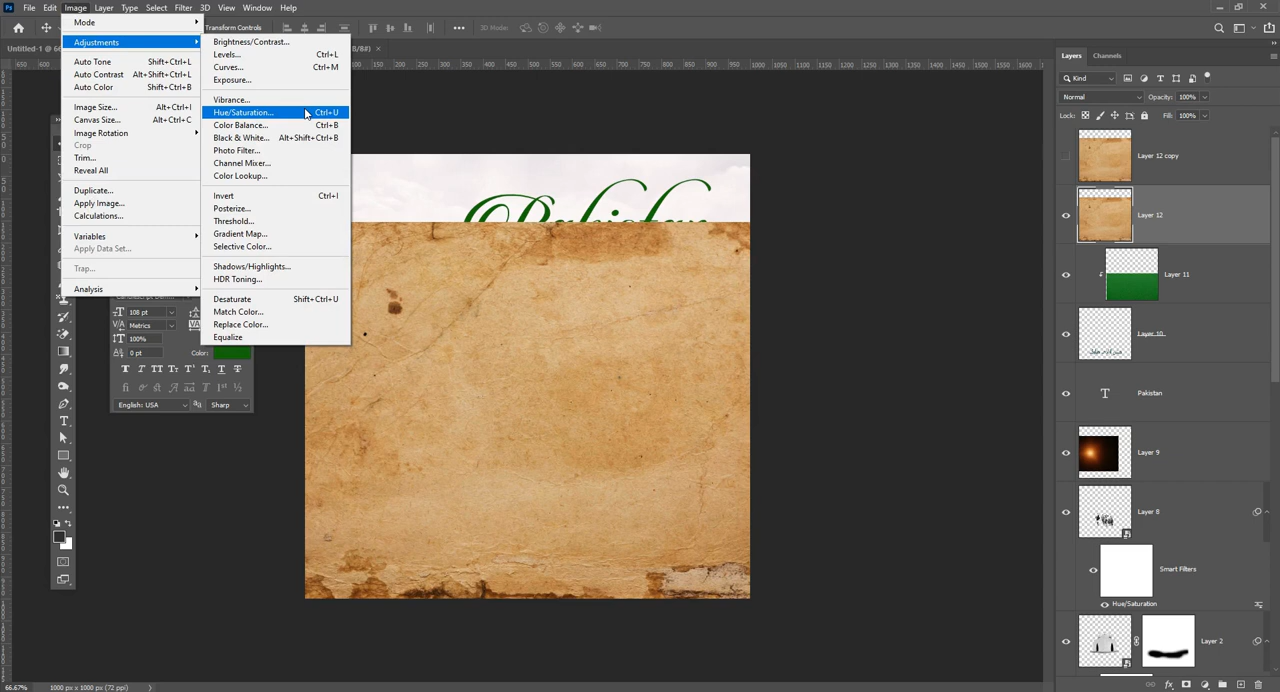 Ps File Edit Image Layer Type Select Filter 3D View Window Help
Transform Controls 3D Mode:
Untitled-1 @ 66 B/8#) ×
Mode
Adjustments
Auto Tone Shift+Ctrl+L
Auto Contrast Alt+Shift+Ctrl+L
Auto Color Shift+Ctrl+B
Image Size... Alt+Ctrl+I
Canvas Size... Alt+Ctrl+C
Image Rotation
Crop
Trim...
Reveal All
Duplicate...
Apply Image...
Calculations...
Variables
Apply Data Set...
Trap...
Analysis
Brightness/Contrast...
Levels... Ctrl+L
Curves... Ctrl+M
Exposure...
Vibrance...
Hue/Saturation... Ctrl+U
Color Balance... Ctrl+B
Black & White... Alt+Shift+Ctrl+B
Photo Filter...
Channel Mixer...
Color Lookup...
Invert Ctrl+I
Posterize...
Threshold...
Gradient Map...
Selective Color...
Shadows/Highlights...
HDR Toning...
Desaturate Shift+Ctrl+U
Match Color...
Replace Color...
Equalize
Pakistan
108 pt
Metrics
100%
0 pt Color:
English: USA aa Sharp
Layers Channels
Kind
Normal Opacity: 100%
Lock: Fill: 100%
Layer 12 copy
Layer 12
Layer 11
Layer 10
T Pakistan
Layer 9
Layer 8
Smart Filters
Hue/Saturation
Layer 2
66.67% 1000 px x 1000 px (72 ppi)